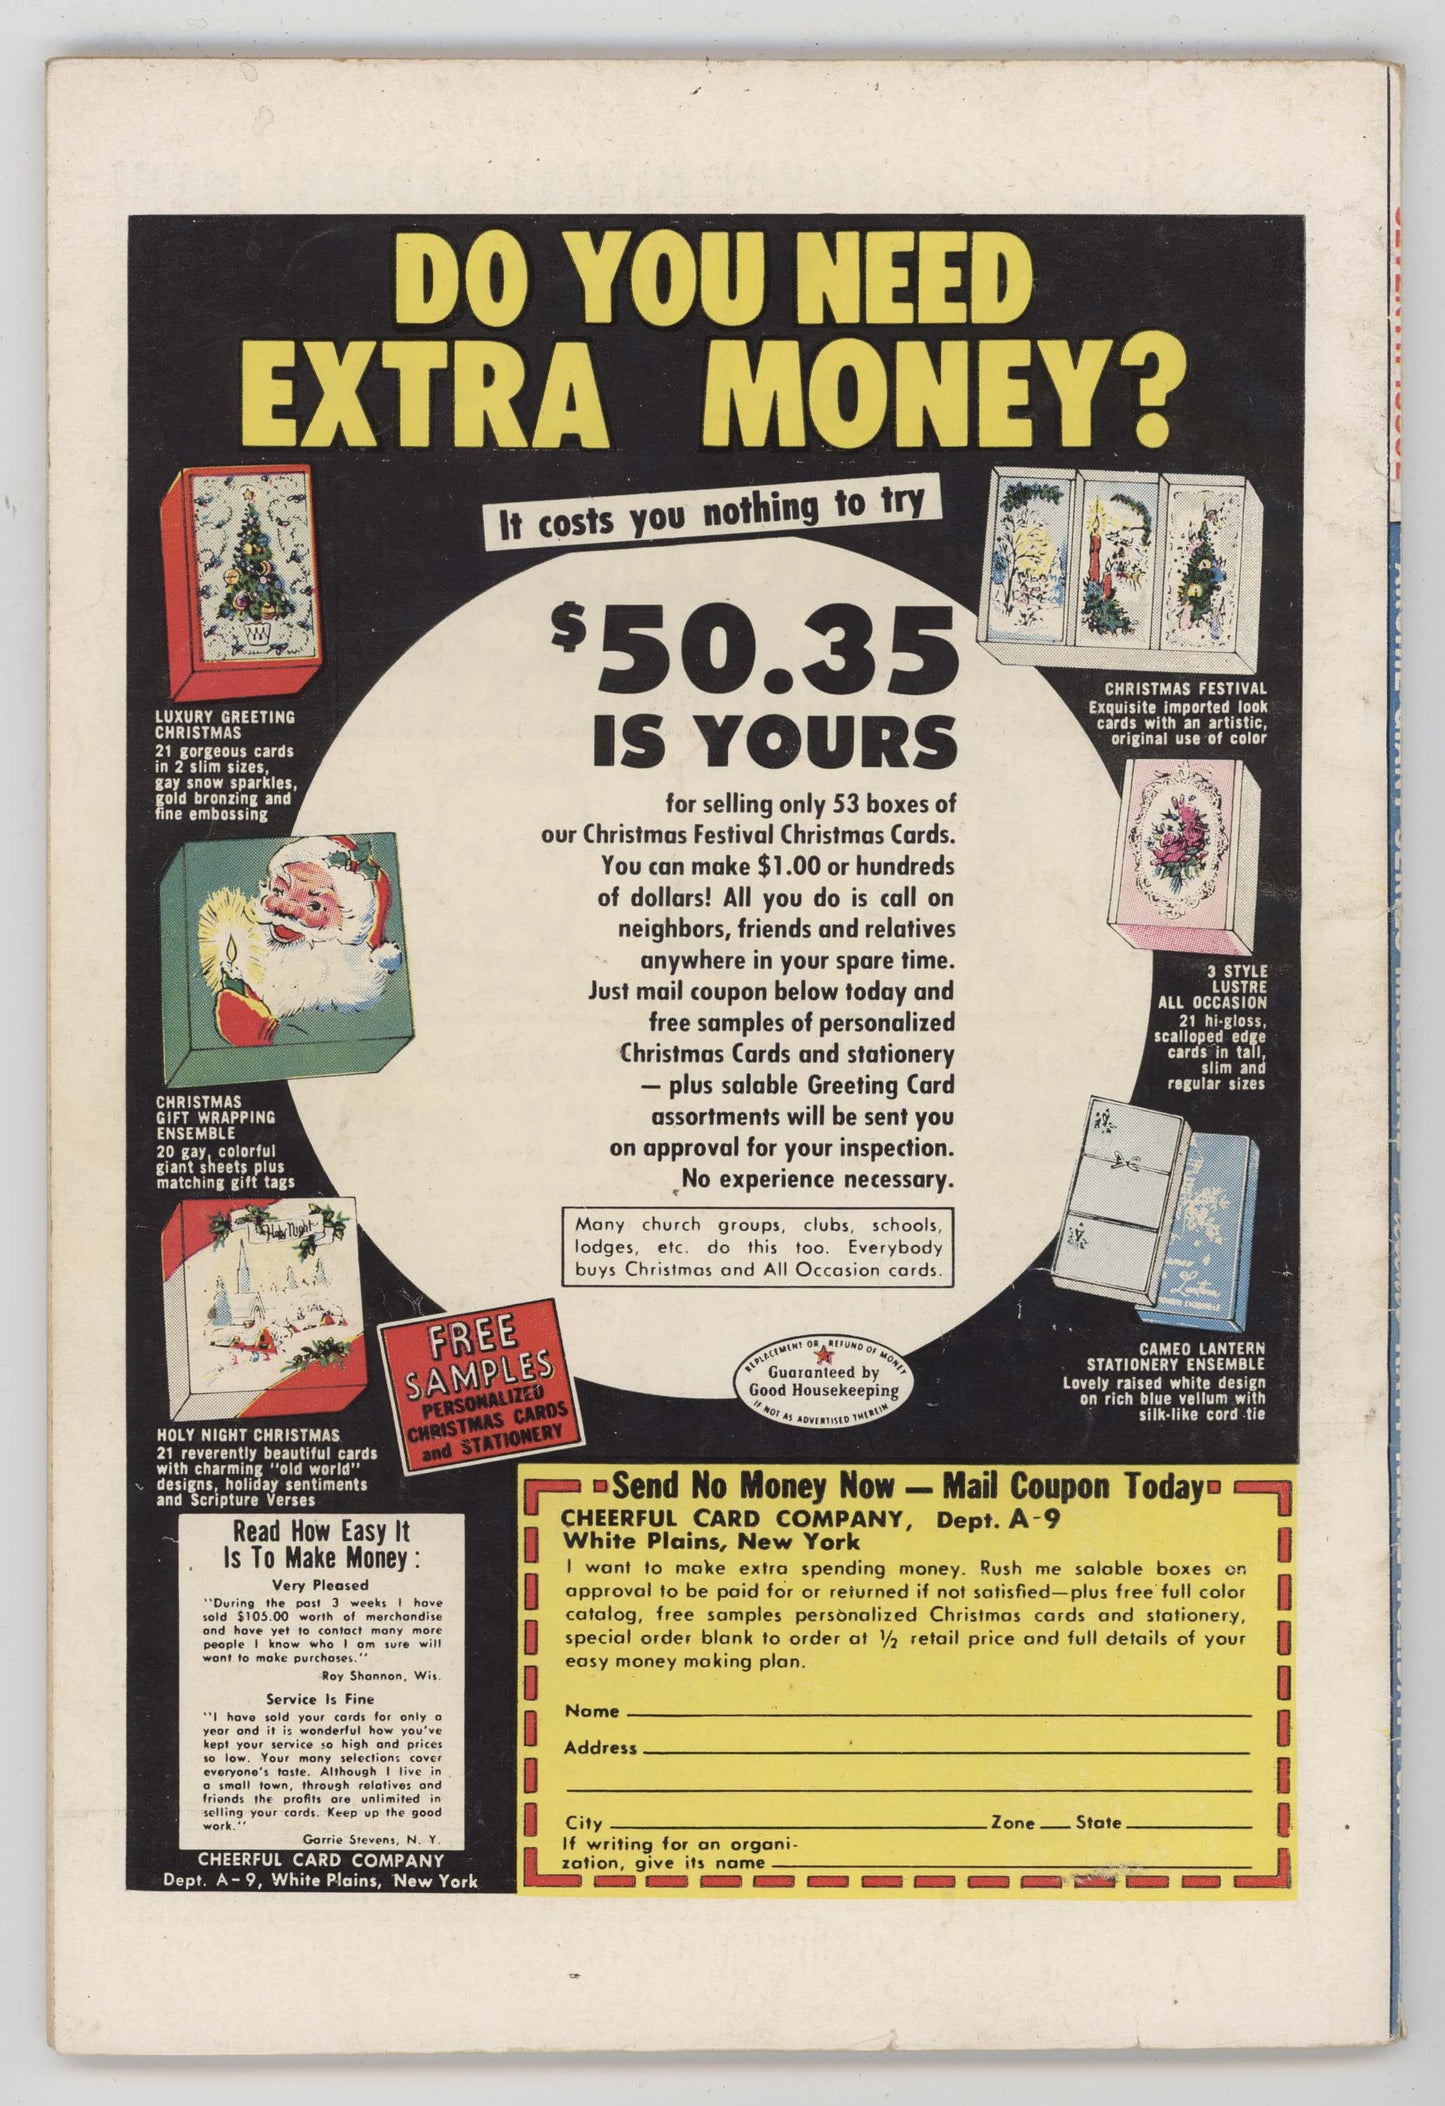 DO YOU NEED
EXTRA MONEY?
It costs you nothing to try
$50.35
IS YOURS
for selling only 53 boxes of
our Christmas Festival Christmas Cards.
You can make $1.00 or hundreds
of dollars! All you do is call on
neighbors, friends and relatives
anywhere in your spare time.
Just mail coupon below today and
free samples of personalized
Christmas Cards and stationery
— plus salable Greeting Card
assortments will be sent you
on approval for your inspection.
No experience necessary.
Many church groups, clubs, schools,
lodges, etc. do this too. Everybody
buys Christmas and All Occasion cards.
REPLACEMENT OR REFUND OF MONEY
Guaranteed by
Good Housekeeping
IF NOT AS ADVERTISED THEREIN
LUXURY GREETING
CHRISTMAS
21 gorgeous cards
in 2 slim sizes,
gay snow sparkles,
gold bronzing and
fine embossing
CHRISTMAS
GIFT WRAPPING
ENSEMBLE
20 gay, colorful
giant sheets plus
matching gift tags
Holy Night
HOLY NIGHT CHRISTMAS
21 reverently beautiful cards
with charming "old world"
designs, holiday sentiments
and Scripture Verses
FREE
SAMPLES
PERSONALIZED
CHRISTMAS CARDS
and STATIONERY
CHRISTMAS FESTIVAL
Exquisite imported look
cards with an artistic,
original use of color
3 STYLE
LUSTRE
ALL OCCASION
21 hi-gloss,
scalloped edge
cards in tall,
slim and
regular sizes
CAMEO LANTERN
STATIONERY ENSEMBLE
Lovely raised white design
on rich blue vellum with
silk-like cord tie
Read How Easy It
Is To Make Money:
Very Pleased
"During the past 3 weeks I have
sold $105.00 worth of merchandise
and have yet to contact many more
people I know who I am sure will
want to make purchases."
Roy Shannon, Wis.
Service Is Fine
"I have sold your cards for only a
year and it is wonderful how you've
kept your service so high and prices
so low. Your many selections cover
everyone's taste. Although I live in
a small town, through relatives and
friends the profits are unlimited in
selling your cards. Keep up the good
work."
Garrie Stevens, N. Y.
CHEERFUL CARD COMPANY
Dept. A-9, White Plains, New York
Send No Money Now — Mail Coupon Today
CHEERFUL CARD COMPANY, Dept. A-9
White Plains, New York
I want to make extra spending money. Rush me salable boxes on
approval to be paid for or returned if not satisfied—plus free full color
catalog, free samples personalized Christmas cards and stationery,
special order blank to order at ½ retail price and full details of your
easy money making plan.
Name
Address
City Zone State
If writing for an organi-
zation, give its name